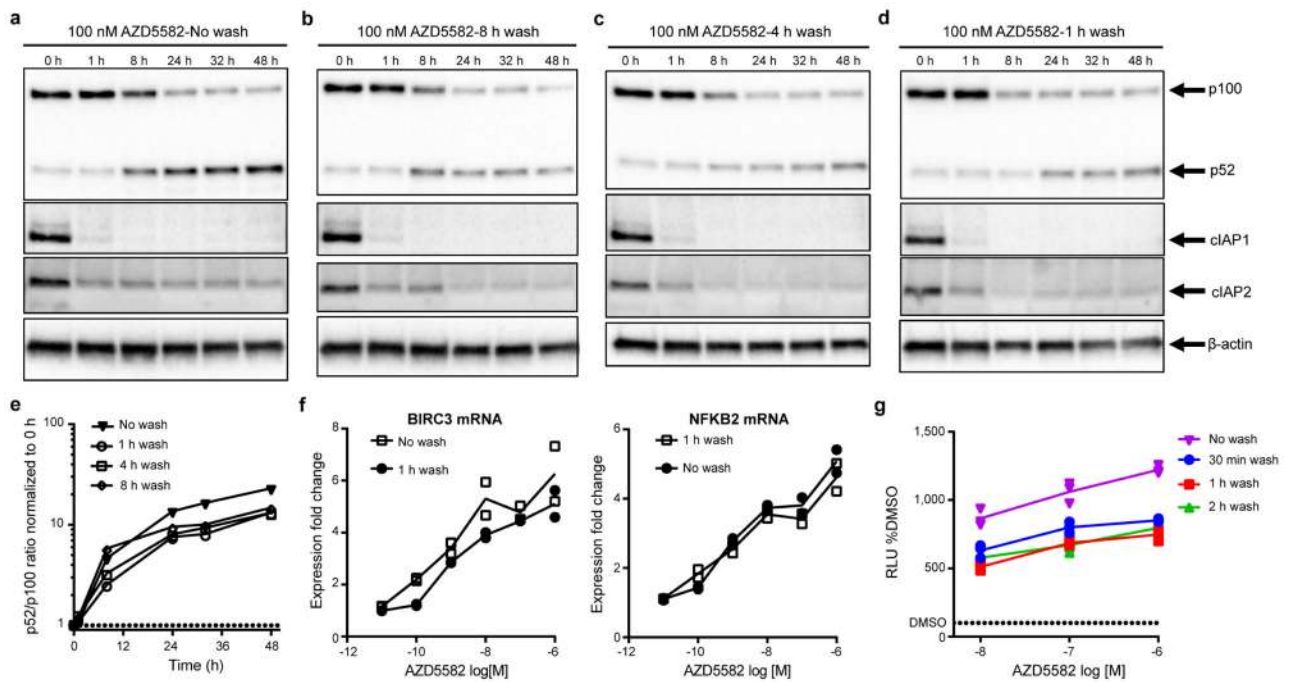 a
100 nM AZD5582-No wash
0 h 1 h 8 h 24 h 32 h 48 h
b
100 nM AZD5582-8 h wash
0 h 1 h 8 h 24 h 32 h 48 h
c
100 nM AZD5582-4 h wash
0 h 1 h 8 h 24 h 32 h 48 h
d
100 nM AZD5582-1 h wash
0 h 1 h 8 h 24 h 32 h 48 h
p100
p52
cIAP1
cIAP2
β-actin
e
p52/p100 ratio normalized to 0 h
100
10
1
No wash
1 h wash
4 h wash
8 h wash
0 12 24 36 48
Time (h)
f
BIRC3 mRNA
Expression fold change
8
6
4
2
0
No wash
1 h wash
-12 -11 -10 -9 -8 -7 -6
AZD5582 log[M]
NFKB2 mRNA
Expression fold change
6
4
2
0
1 h wash
No wash
-12 -11 -10 -9 -8 -7 -6
AZD5582 log[M]
g
RLU %DMSO
1,500
1,000
500
DMSO
0
No wash
30 min wash
1 h wash
2 h wash
-8 -7 -6
AZD5582 log [M]